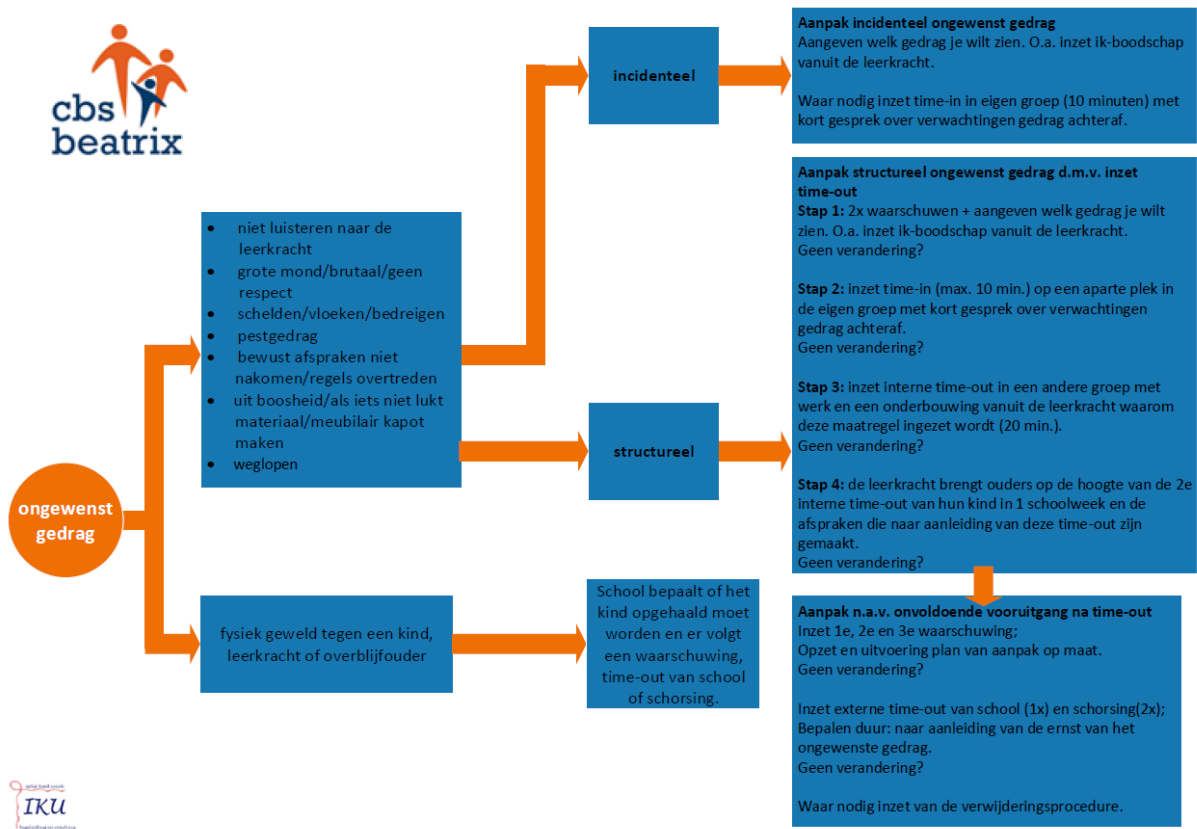 cbs
beatrix
incidenteel
Aanpak incidenteel ongewenst gedrag
Aangeven welk gedrag je wilt zien. O.a. inzet ik-boodschap
vanuit de leerkracht.
Waar nodig inzet time-in in eigen groep (10 minuten) met
kort gesprek over verwachtingen gedrag achteraf.
• niet luisteren naar de
leerkracht
• grote mond/brutaal/geen
respect
• schelden/vloeken/bedreigen
• pestgedrag
• bewust afspraken niet
nakomen/regels overtreden
• uit boosheid/als iets niet lukt
materiaal/meubilair kapot
maken
• weglopen
structureel
Aanpak structureel ongewenst gedrag d.m.v. inzet
time-out
Stap 1: 2x waarschuwen + aangeven welk gedrag je wilt
zien. O.a. inzet ik-boodschap vanuit de leerkracht.
Geen verandering?
Stap 2: inzet time-in (max. 10 min.) op een aparte plek in
de eigen groep met kort gesprek over verwachtingen
gedrag achteraf.
Geen verandering?
Stap 3: inzet interne time-out in een andere groep met
werk en een onderbouwing vanuit de leerkracht waarom
deze maatregel ingezet wordt (20 min.).
Geen verandering?
Stap 4: de leerkracht brengt ouders op de hoogte van de 2e
interne time-out van hun kind in 1 schoolweek en de
afspraken die naar aanleiding van deze time-out zijn
gemaakt.
Geen verandering?
ongewenst
gedrag
fysiek geweld tegen een kind,
leerkracht of overblijfouder
School bepaalt of het
kind opgehaald moet
worden en er volgt
een waarschuwing,
time-out van school
of schorsing.
Aanpak n.a.v. onvoldoende vooruitgang na time-out
Inzet 1e, 2e en 3e waarschuwing;
Opzet en uitvoering plan van aanpak op maat.
Geen verandering?
Inzet externe time-out van school (1x) en schorsing(2x);
Bepalen duur: naar aanleiding van de ernst van het
ongewenste gedrag.
Geen verandering?
Waar nodig inzet van de verwijderingsprocedure.
IKU